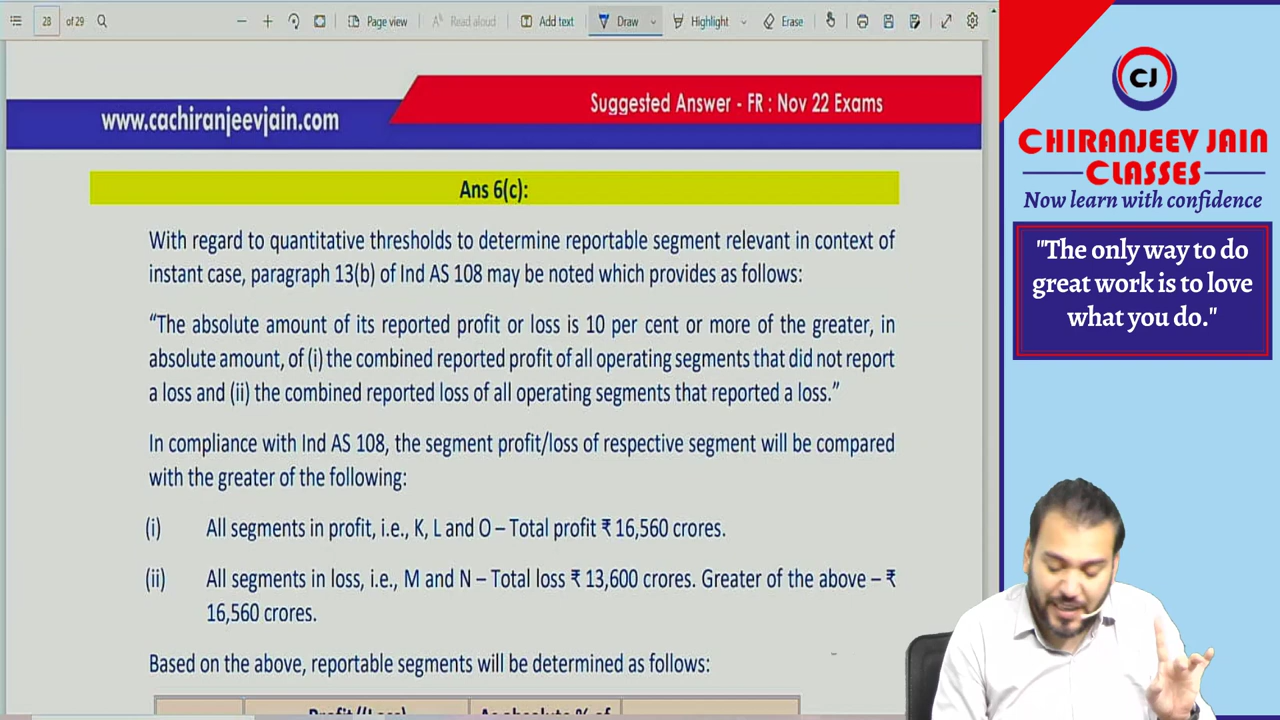 28 of 29 Page view Read aloud Add text Draw Highlight Erase
www.cachiranjeevjain.com
Suggested Answer - FR : Nov 22 Exams
Ans 6(c):
With regard to quantitative thresholds to determine reportable segment relevant in context of
instant case, paragraph 13(b) of Ind AS 108 may be noted which provides as follows:
“The absolute amount of its reported profit or loss is 10 per cent or more of the greater, in
absolute amount, of (i) the combined reported profit of all operating segments that did not report
a loss and (ii) the combined reported loss of all operating segments that reported a loss.”
In compliance with Ind AS 108, the segment profit/loss of respective segment will be compared
with the greater of the following:
(i) All segments in profit, i.e., K, L and O – Total profit ₹ 16,560 crores.
(ii) All segments in loss, i.e., M and N – Total loss ₹ 13,600 crores. Greater of the above – ₹
16,560 crores.
Based on the above, reportable segments will be determined as follows:
Profit/(Loss) As absolute % of
CJ
CHIRANJEEV JAIN
CLASSES
Now learn with confidence
"The only way to do
great work is to love
what you do."